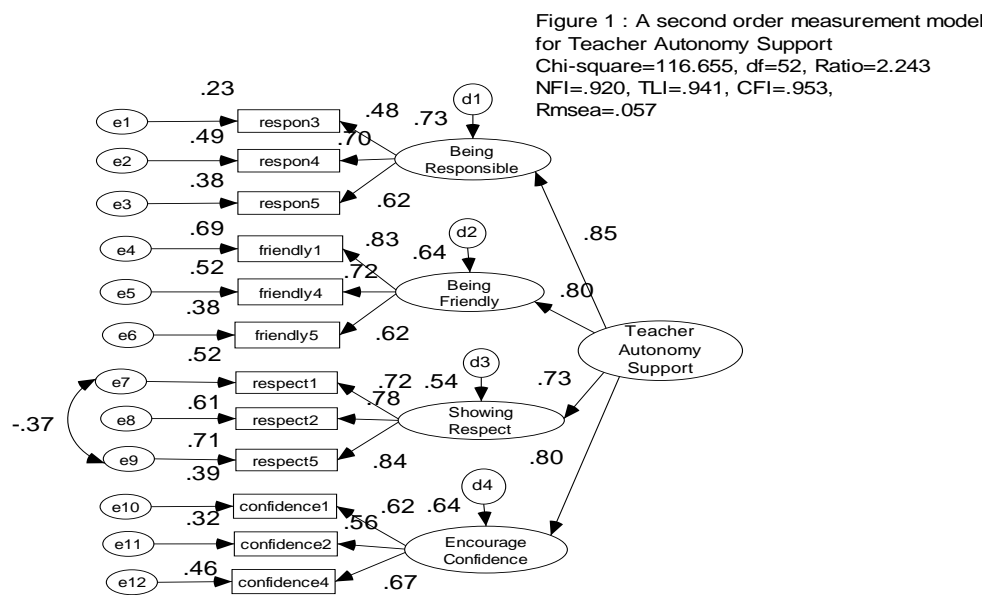 Figure 1 : A second order measurement model
for Teacher Autonomy Support
Chi-square=116.655, df=52, Ratio=2.243
NFI=.920, TLI=.941, CFI=.953,
Rmsea=.057
.23
e1
respon3
.48
d1
.73
.49
e2
respon4
.70
Being
Responsible
.38
e3
respon5
.62
.85
.69
e4
friendly1
.83
d2
.64
.52
e5
friendly4
.72
Being
Friendly
.80
.38
e6
friendly5
.62
Teacher
Autonomy
Support
.52
e7
respect1
.72
d3
.54
.73
-.37
.61
e8
respect2
.78
Showing
Respect
.71
e9
respect5
.84
.80
.39
e10
confidence1
.62
d4
.64
.32
e11
confidence2
.56
Encourage
Confidence
.46
e12
confidence4
.67